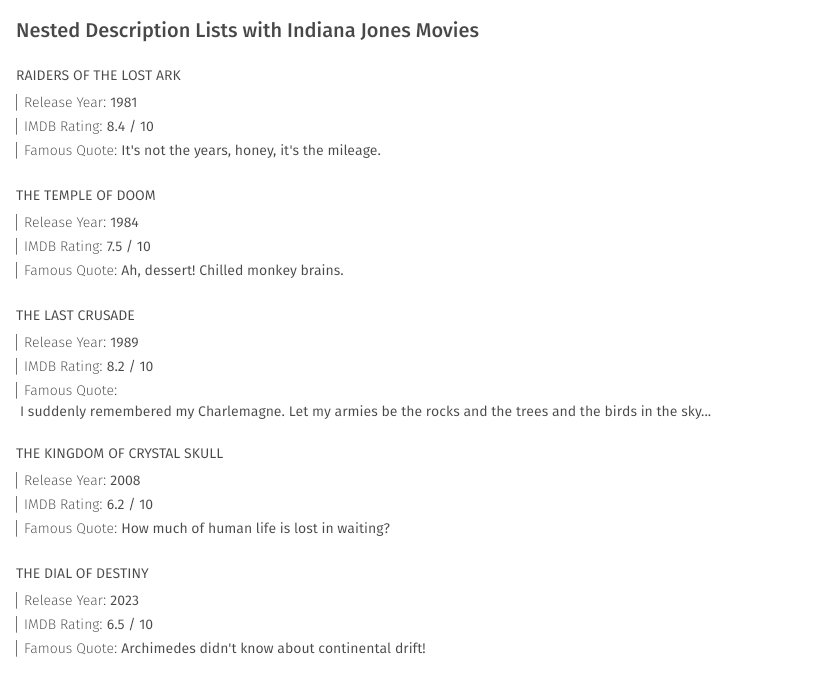 Nested Description Lists with Indiana Jones Movies
RAIDERS OF THE LOST ARK
Release Year: 1981
IMDB Rating: 8.4 / 10
Famous Quote: It's not the years, honey, it's the mileage.
THE TEMPLE OF DOOM
Release Year: 1984
IMDB Rating: 7.5 / 10
Famous Quote: Ah, dessert! Chilled monkey brains.
THE LAST CRUSADE
Release Year: 1989
IMDB Rating: 8.2 / 10
Famous Quote:
I suddenly remembered my Charlemagne. Let my armies be the rocks and the trees and the birds in the sky...
THE KINGDOM OF CRYSTAL SKULL
Release Year: 2008
IMDB Rating: 6.2 / 10
Famous Quote: How much of human life is lost in waiting?
THE DIAL OF DESTINY
Release Year: 2023
IMDB Rating: 6.5 / 10
Famous Quote: Archimedes didn't know about continental drift!